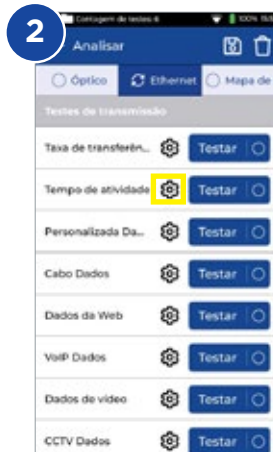 2
Contagem de testes: 6
100%
Analisar
Óptico
Ethernet
Mapa de
Testes de transmissão
Taxa de transferên...
Testar
Tempo de atividade
Testar
Personalizada Da...
Testar
Cabo Dados
Testar
Dados da Web
Testar
VoIP Dados
Testar
Dados de vídeo
Testar
CCTV Dados
Testar